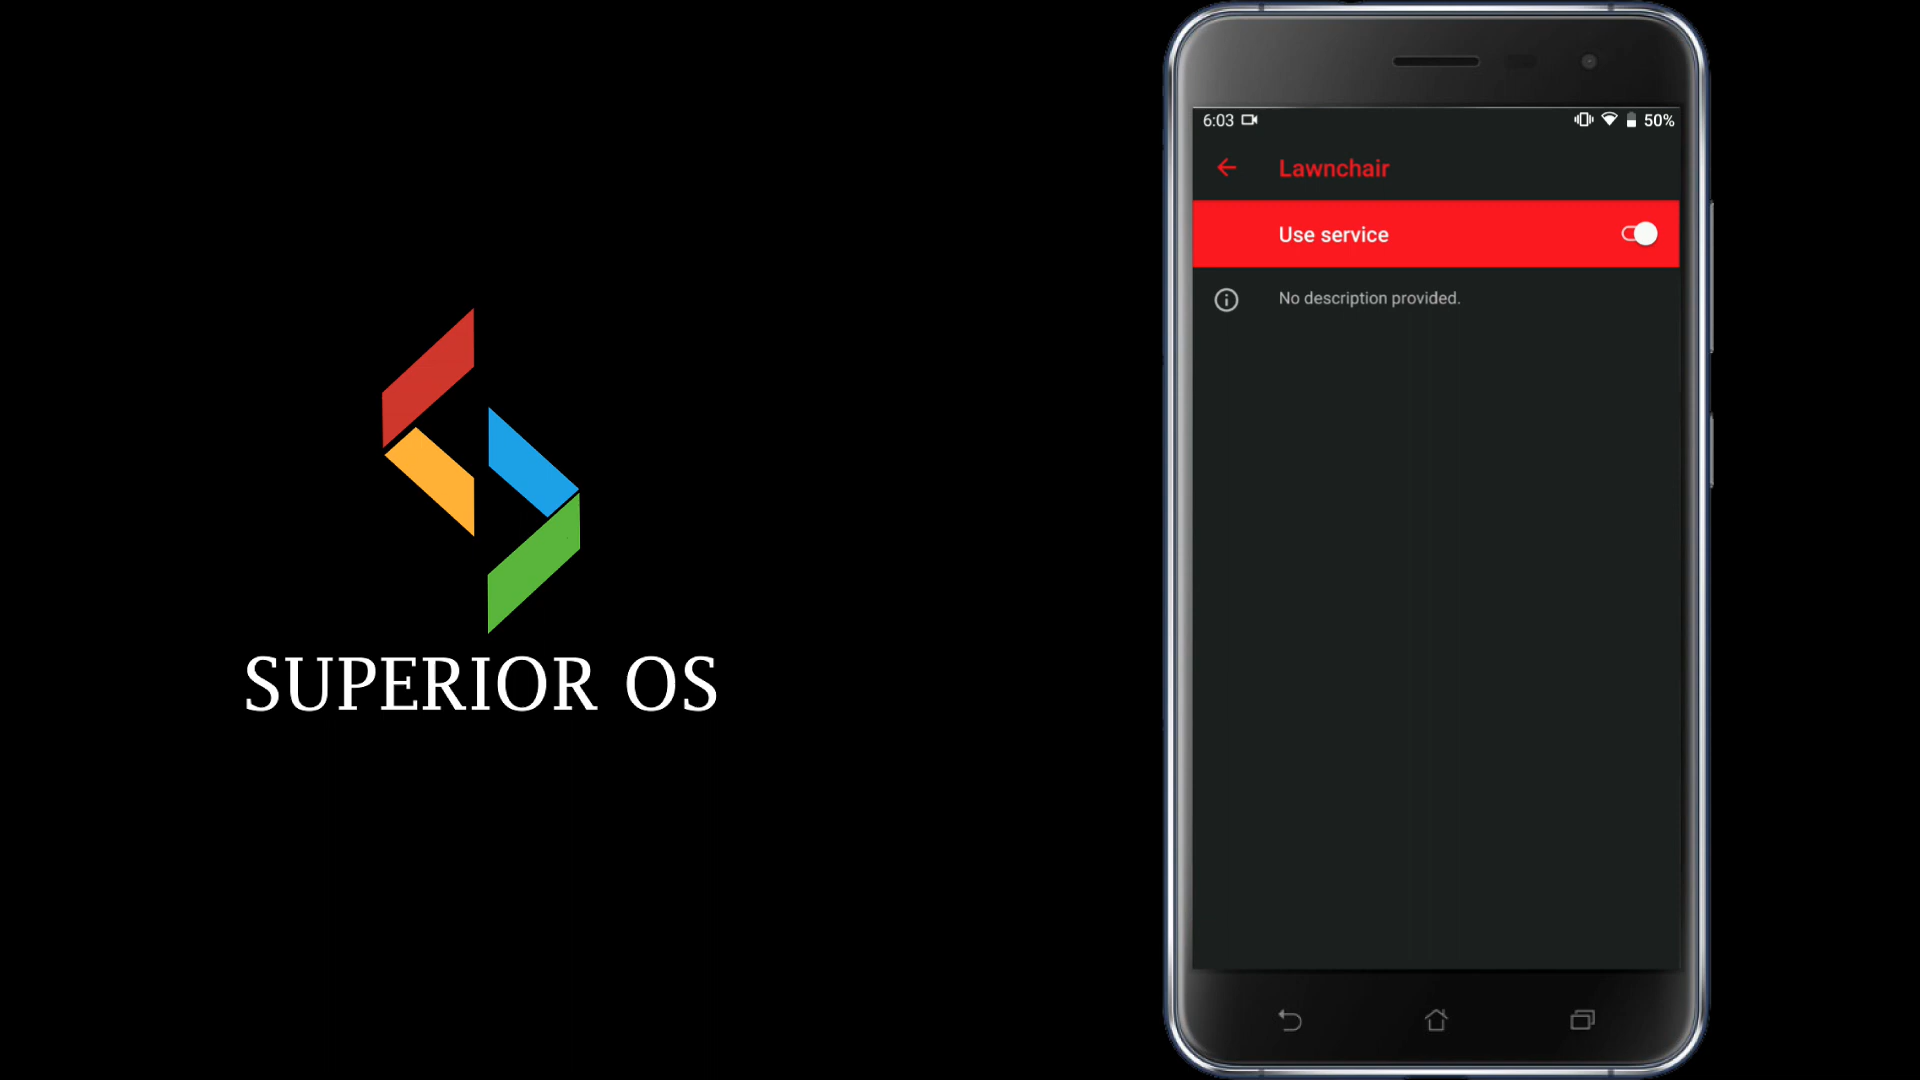 SUPERIOR OS
6:03
50%
Lawnchair
Use service
No description provided.